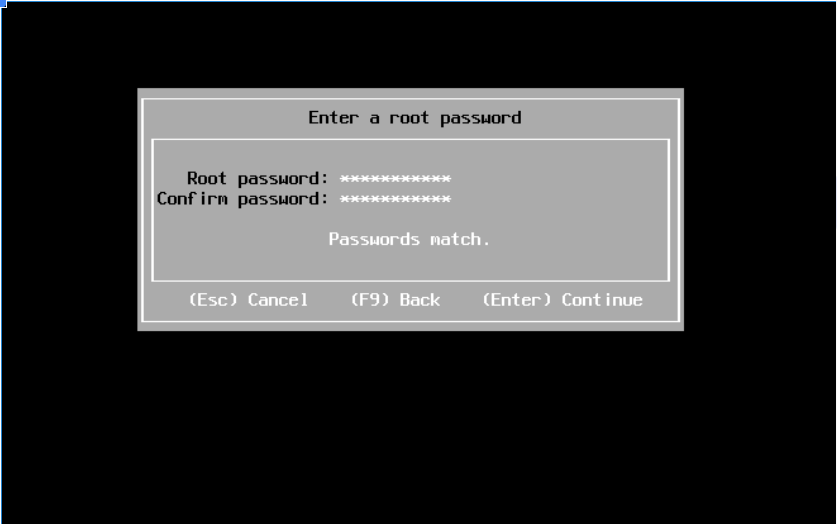 Enter a root password
Root password: ***********
Confirm password: ***********
Passwords match.
(Esc) Cancel (F9) Back (Enter) Continue